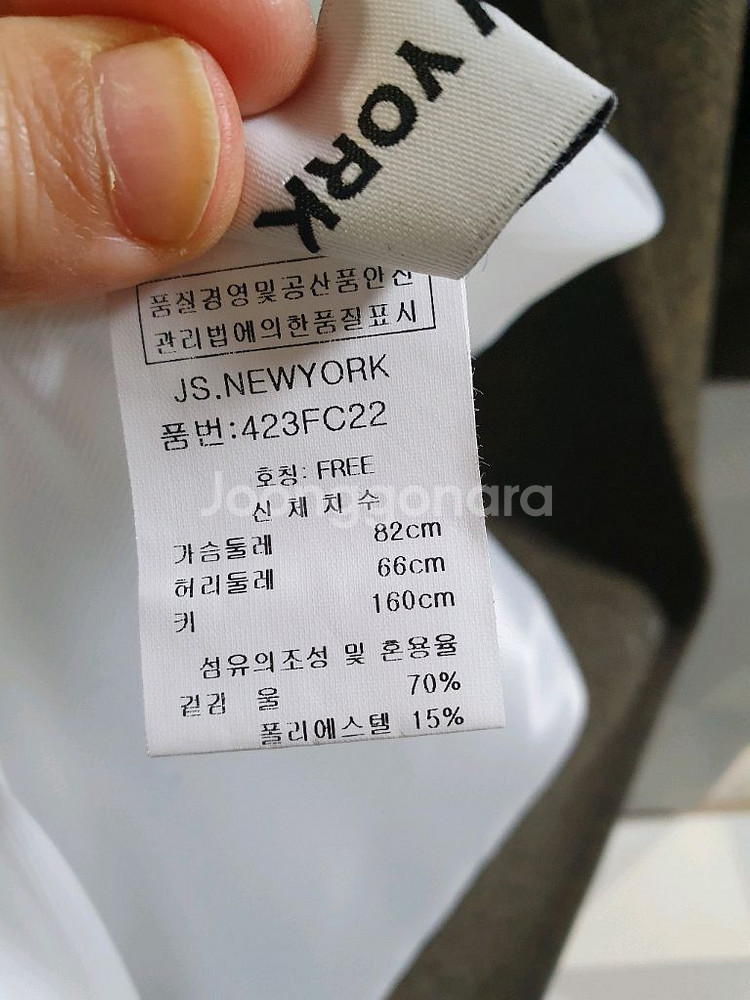 YORK
품질경영및공산품안전
관리법에의한품질표시
JS.NEWYORK
품번:423FC22
호칭: FREE
신체치수
Joonggonara
가슴둘레 82cm
허리둘레 66cm
키 160cm
섬유의조성 및 혼용율
겉감 울 70%
폴리에스텔 15%